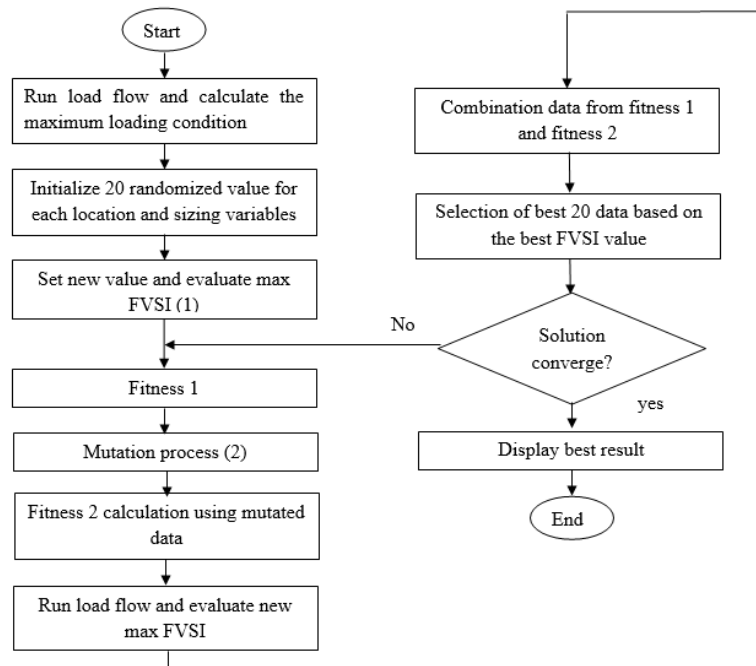 Start
Run load flow and calculate the
maximum loading condition
Initialize 20 randomized value for
each location and sizing variables
Set new value and evaluate max
FVSI (1)
Fitness 1
Mutation process (2)
Fitness 2 calculation using mutated
data
Run load flow and evaluate new
max FVSI
Combination data from fitness 1
and fitness 2
Selection of best 20 data based on
the best FVSI value
Solution
converge?
No
yes
Display best result
End